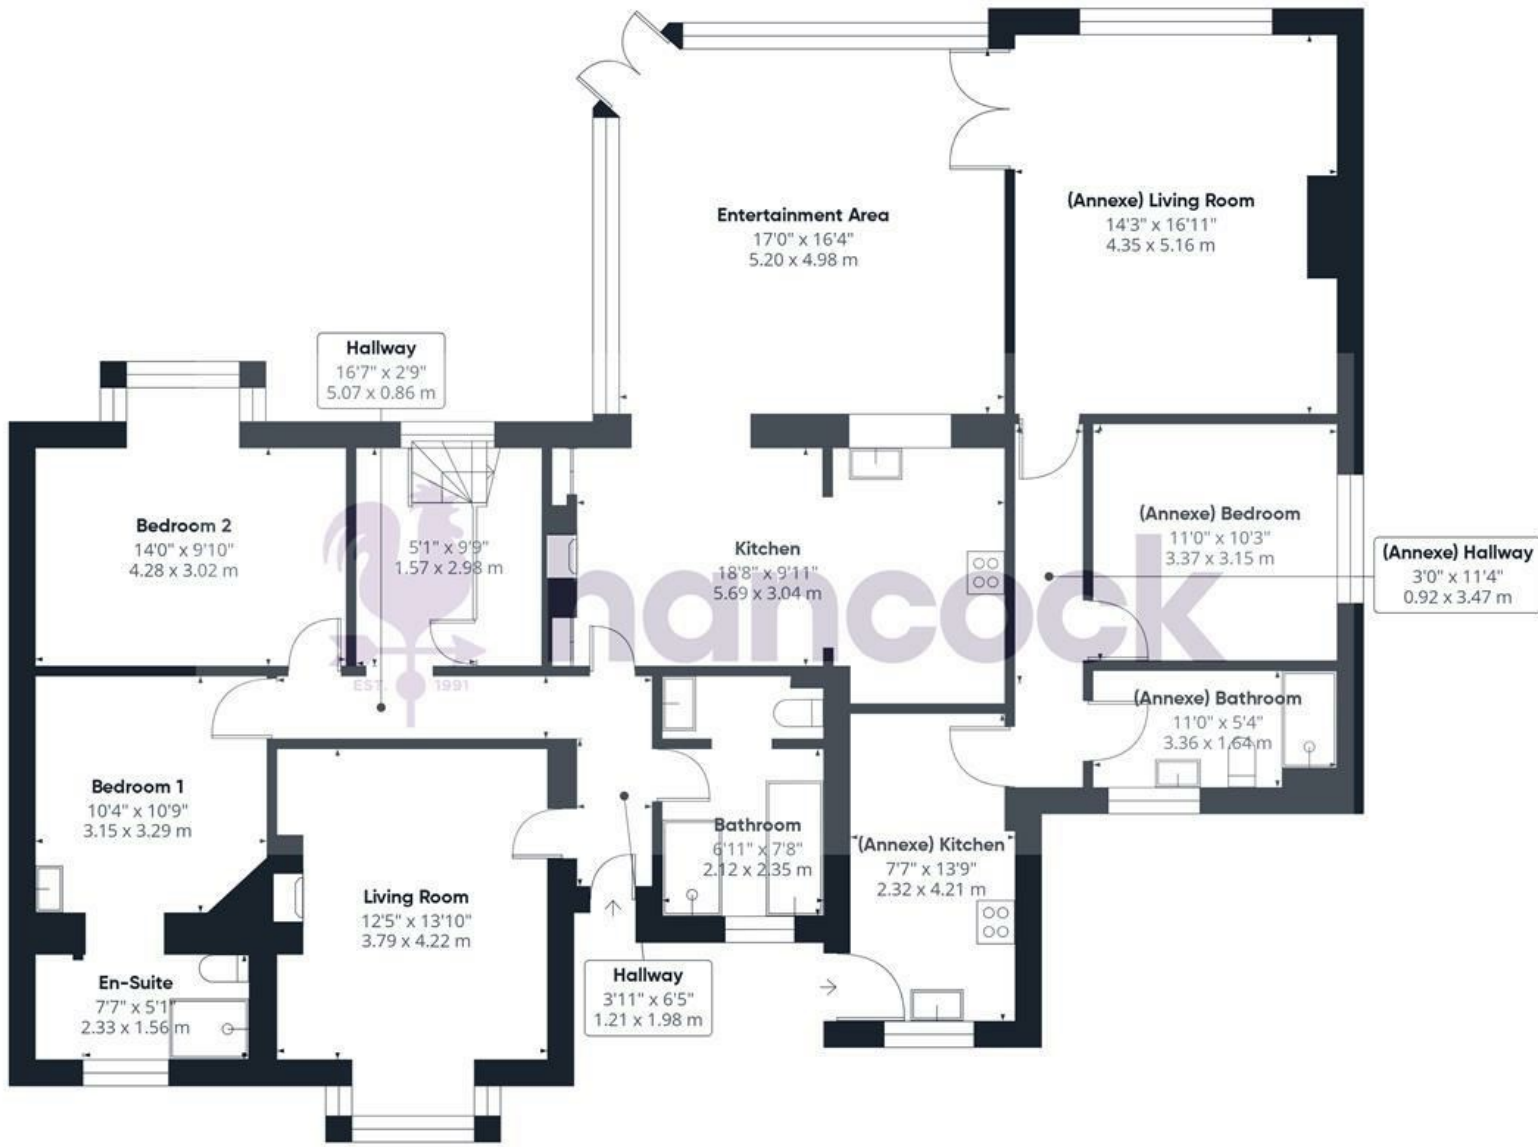 Entertainment Area
17'0" x 16'4"
5.20 x 4.98 m
(Annexe) Living Room
14'3" x 16'11"
4.35 x 5.16 m
Hallway
16'7" x 2'9"
5.07 x 0.86 m
Bedroom 2
14'0" x 9'10"
4.28 x 3.02 m
5'1" x 9'9"
1.57 x 2.98 m
Kitchen
18'8" x 9'11"
5.69 x 3.04 m
(Annexe) Bedroom
11'0" x 10'3"
3.37 x 3.15 m
(Annexe) Hallway
3'0" x 11'4"
0.92 x 3.47 m
hancock
EST. 1991
(Annexe) Bathroom
11'0" x 5'4"
3.36 x 1.64 m
Bedroom 1
10'4" x 10'9"
3.15 x 3.29 m
Bathroom
6'11" x 7'8"
2.12 x 2.35 m
(Annexe) Kitchen
7'7" x 13'9"
2.32 x 4.21 m
Living Room
12'5" x 13'10"
3.79 x 4.22 m
En-Suite
7'7" x 5'1"
2.33 x 1.56 m
Hallway
3'11" x 6'5"
1.21 x 1.98 m